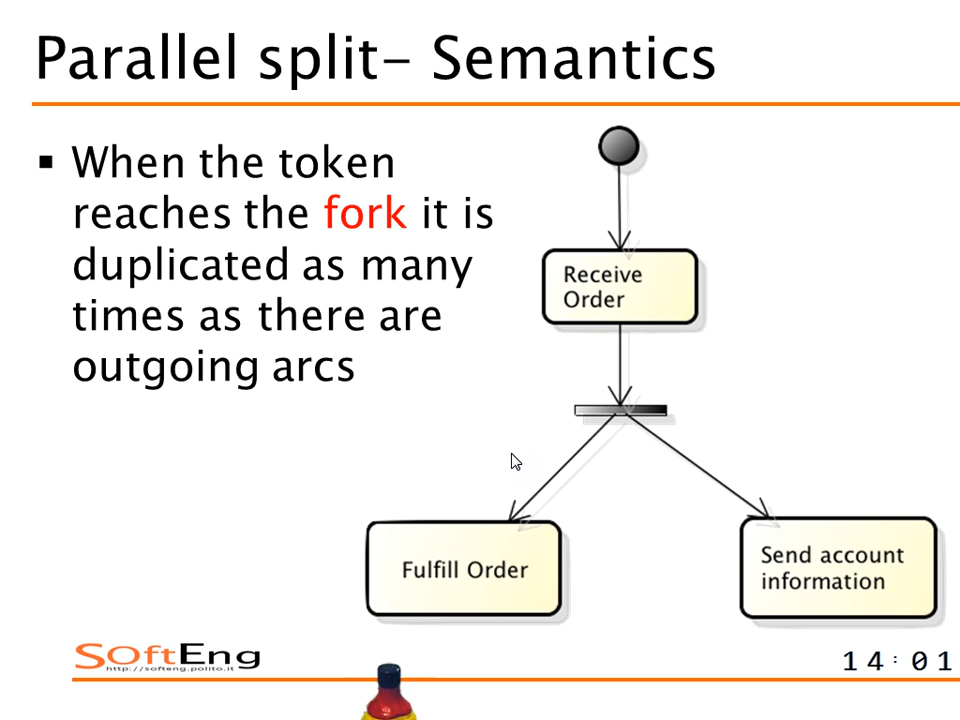 Parallel split- Semantics
▪ When the token
reaches the fork it is
duplicated as many
times as there are
outgoing arcs
Receive
Order
Fulfill Order
Send account
information
SOftEng
http://softeng.polito.it
14:01